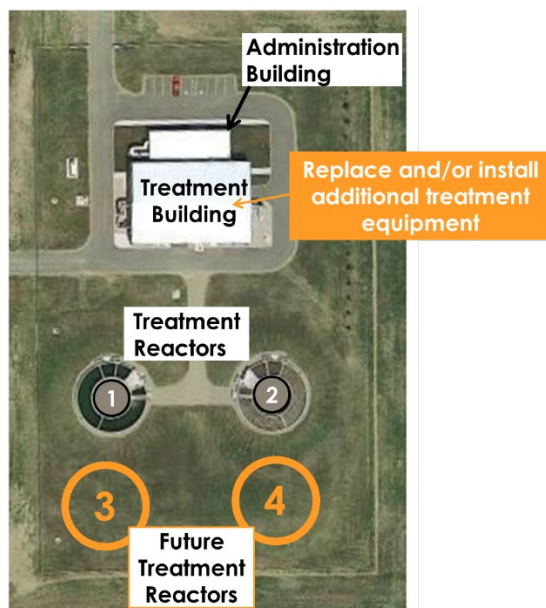 Administration
Building
Treatment
Building
Replace and/or install
additional treatment
equipment
Treatment
Reactors
1
2
3
4
Future
Treatment
Reactors